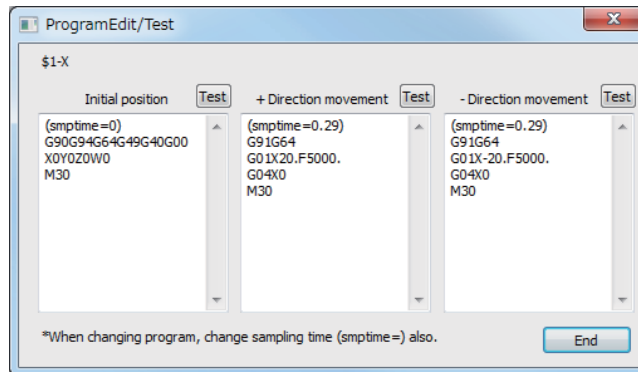 ProgramEdit/Test
$1-X
Initial position
Test
+ Direction movement
Test
- Direction movement
Test
(smptime=0)
G90G94G64G49G40G00
X0Y0Z0W0
M30
(smptime=0.29)
G91G64
G01X20.F5000.
G04X0
M30
(smptime=0.29)
G91G64
G01X-20.F5000.
G04X0
M30
*When changing program, change sampling time (smptime=) also.
End